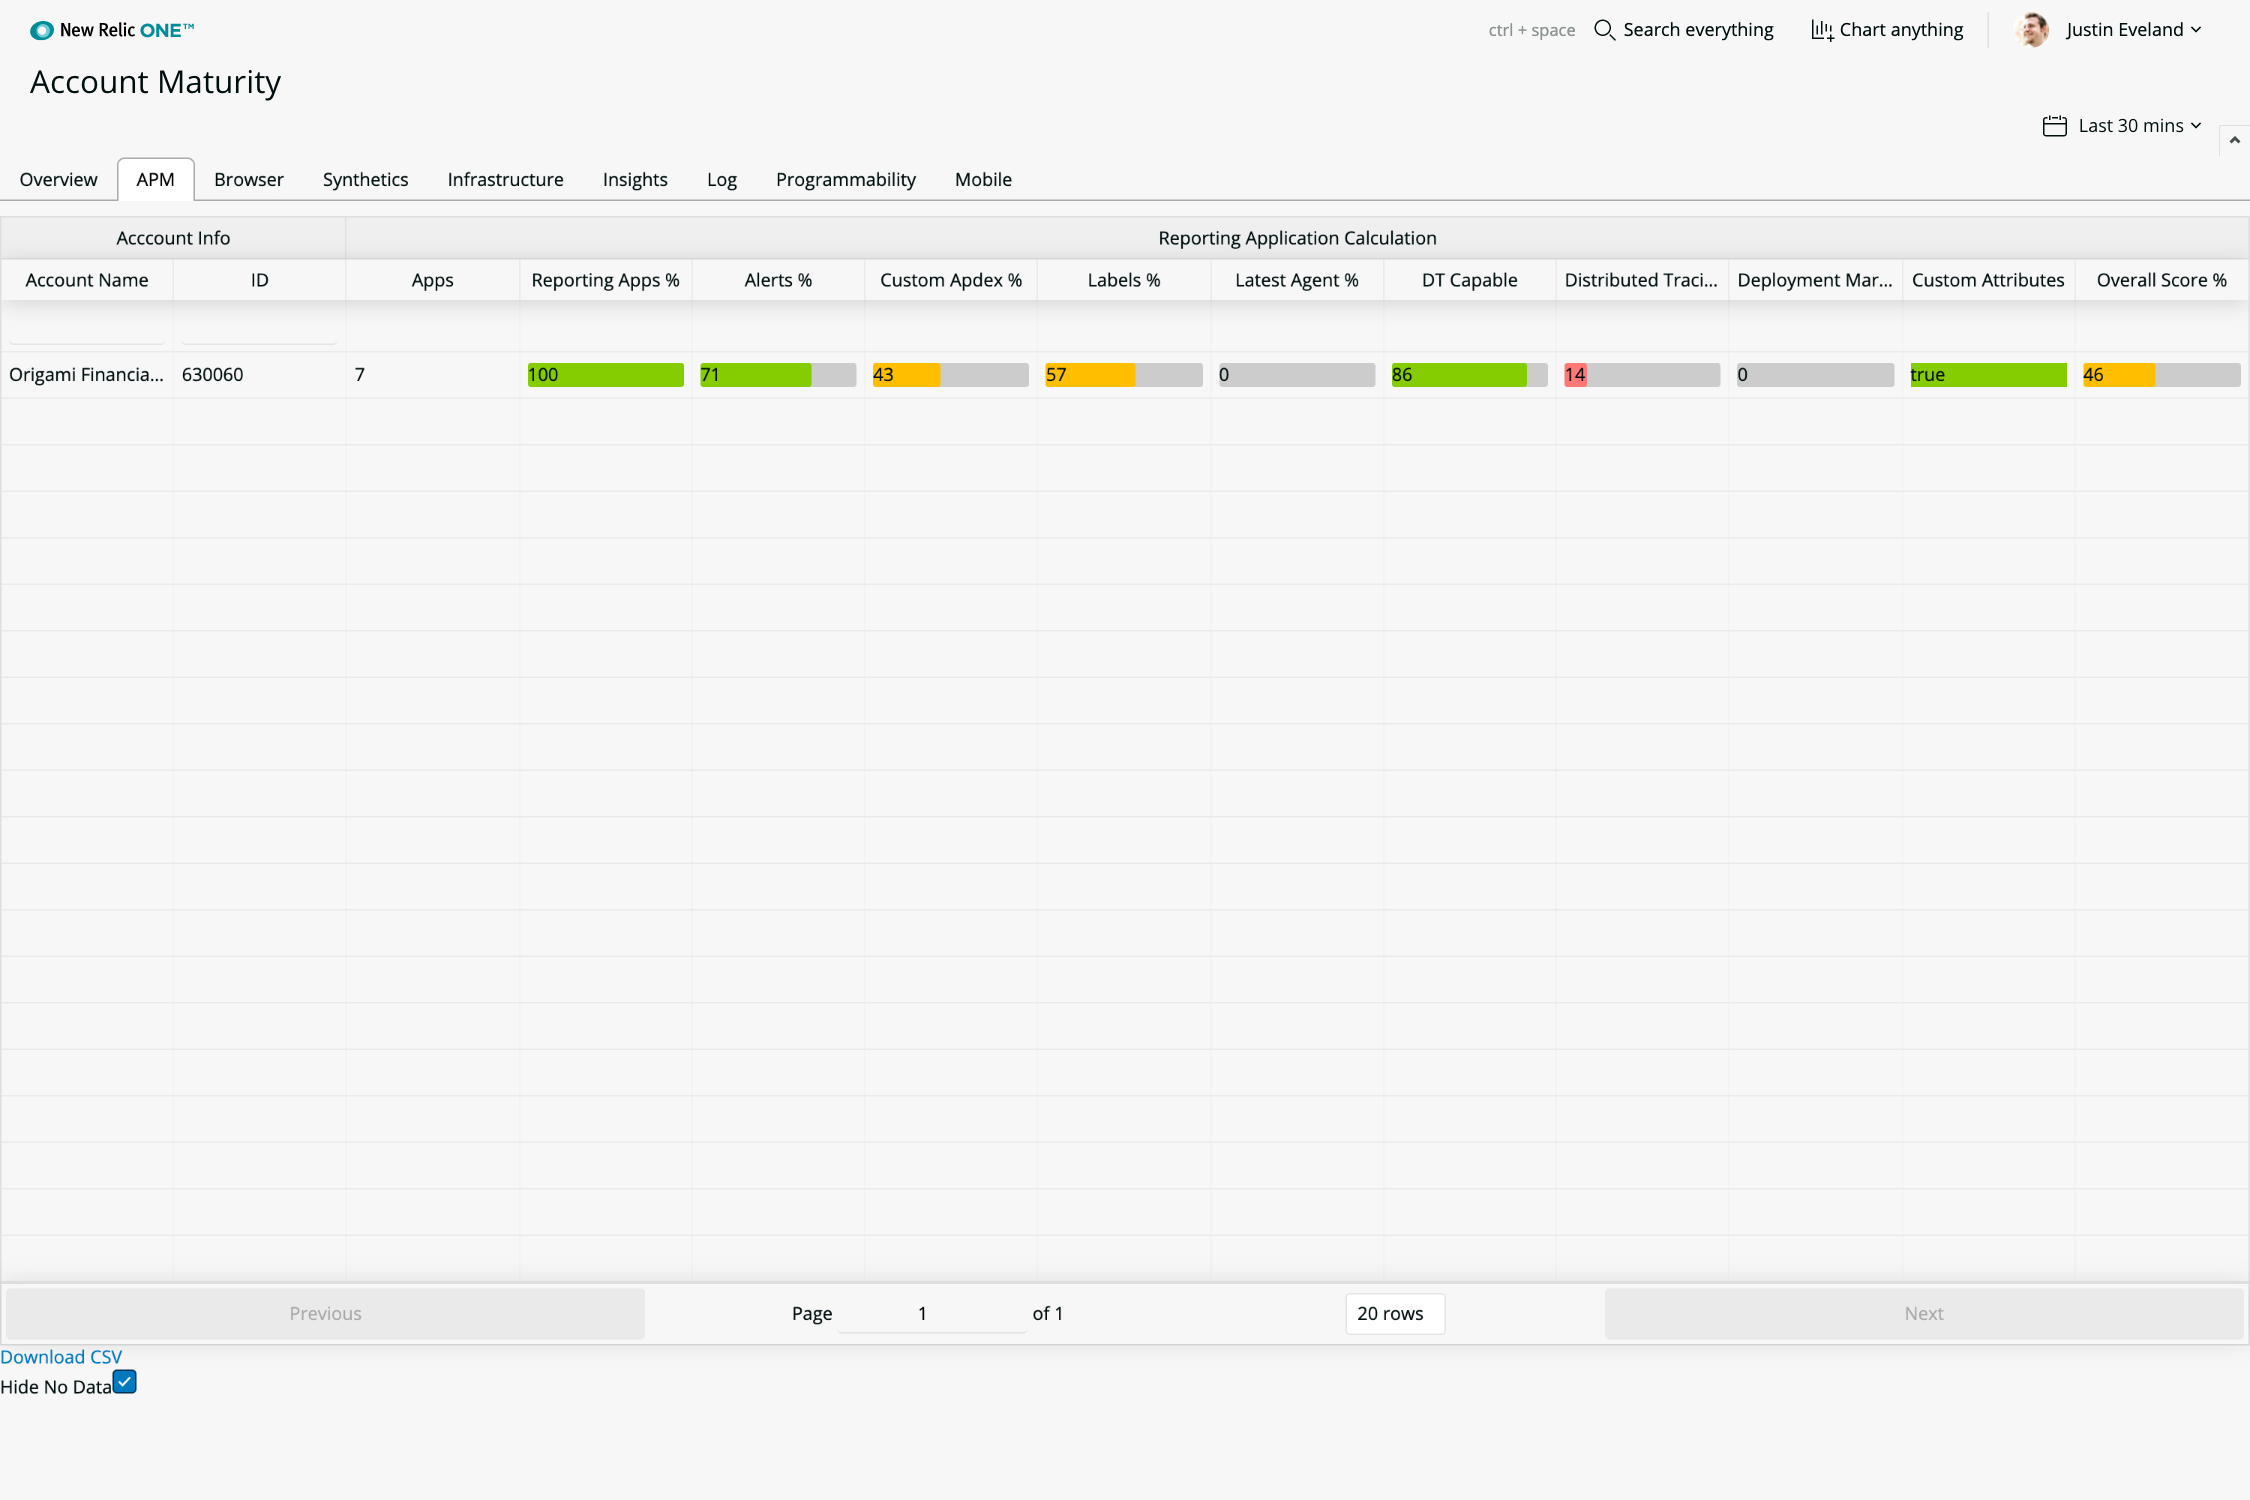 New Relic ONE™
ctrl + space Search everything Chart anything Justin Eveland
Account Maturity
Last 30 mins
Overview APM Browser Synthetics Infrastructure Insights Log Programmability Mobile
Acccount Info Reporting Application Calculation
Account Name ID Apps Reporting Apps % Alerts % Custom Apdex % Labels % Latest Agent % DT Capable Distributed Traci... Deployment Mar... Custom Attributes Overall Score %
Origami Financia... 630060 7 100 71 43 57 0 86 14 0 true 46
Previous Page 1 of 1 20 rows Next
Download CSV
Hide No Data